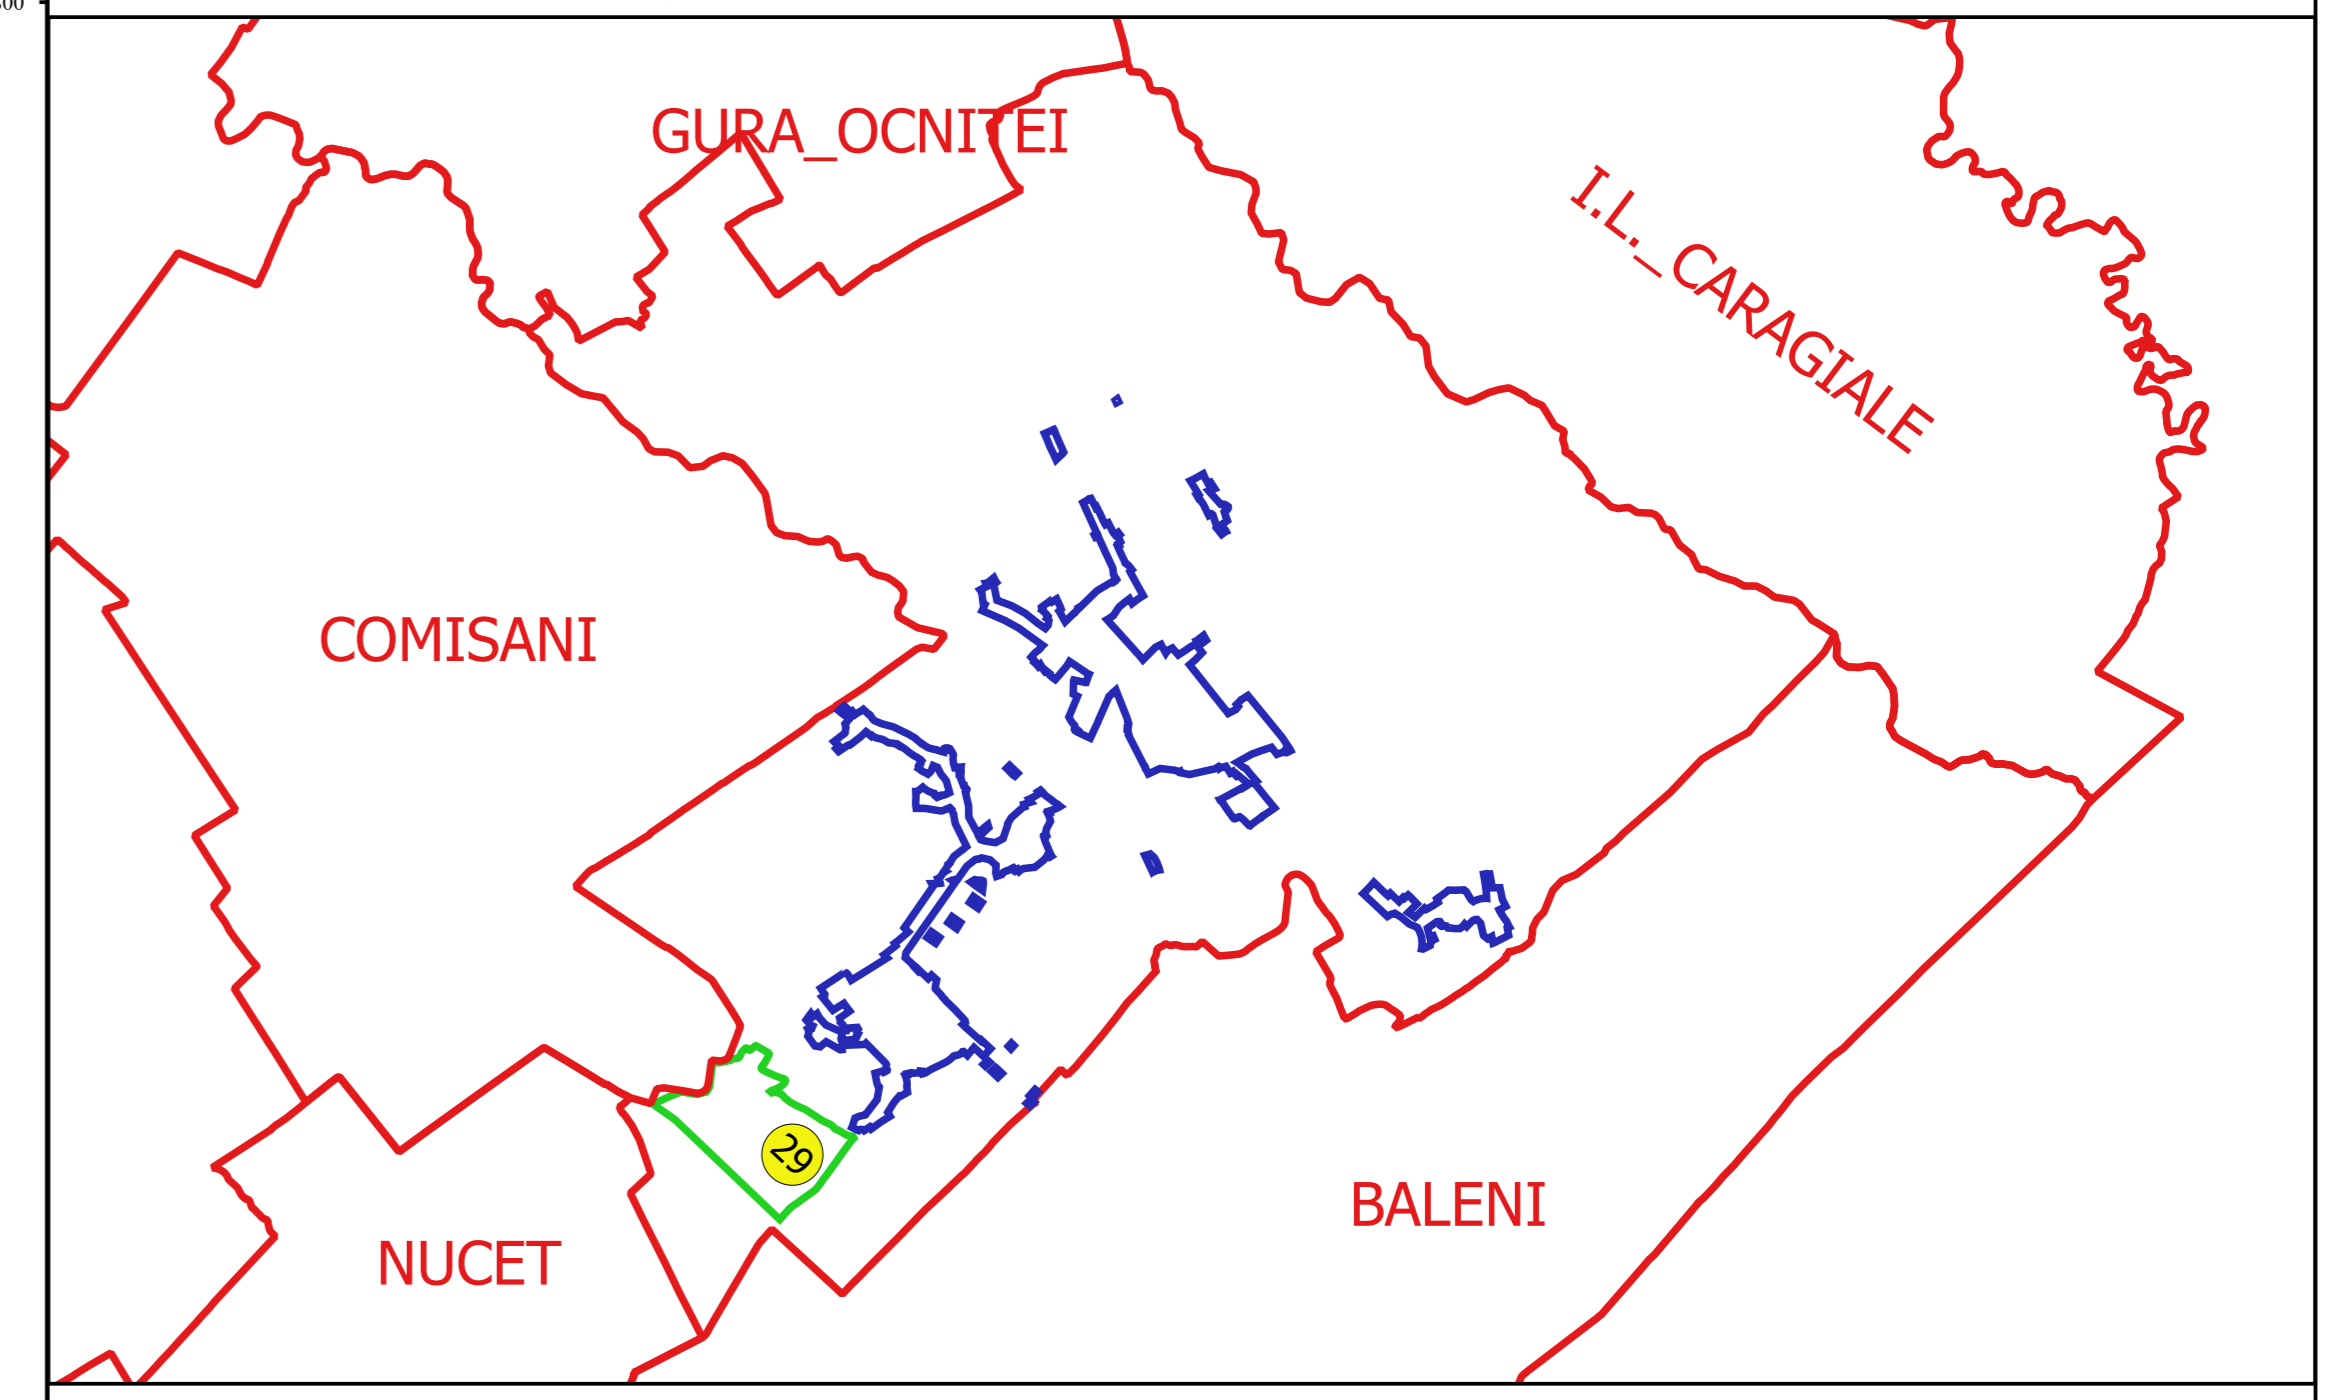 GURA_OCNITEI
I.L._CARAGIALE
COMISANI
29
BALENI
NUCET